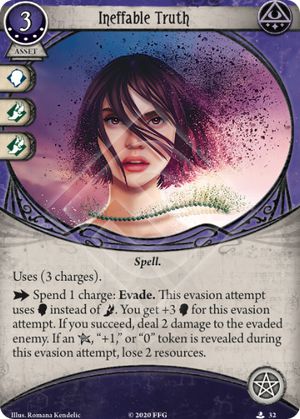 Ineffable Truth
3
ASSET
Spell.
Uses (3 charges).
Spend 1 charge: Evade. This evasion attempt
uses instead of . You get +3 for this evasion
attempt. If you succeed, deal 2 damage to the evaded
enemy. If an , “+1,” or “0” token is revealed during
this evasion attempt, lose 2 resources.
Illus. Romana Kendelic
© 2020 FFG
32